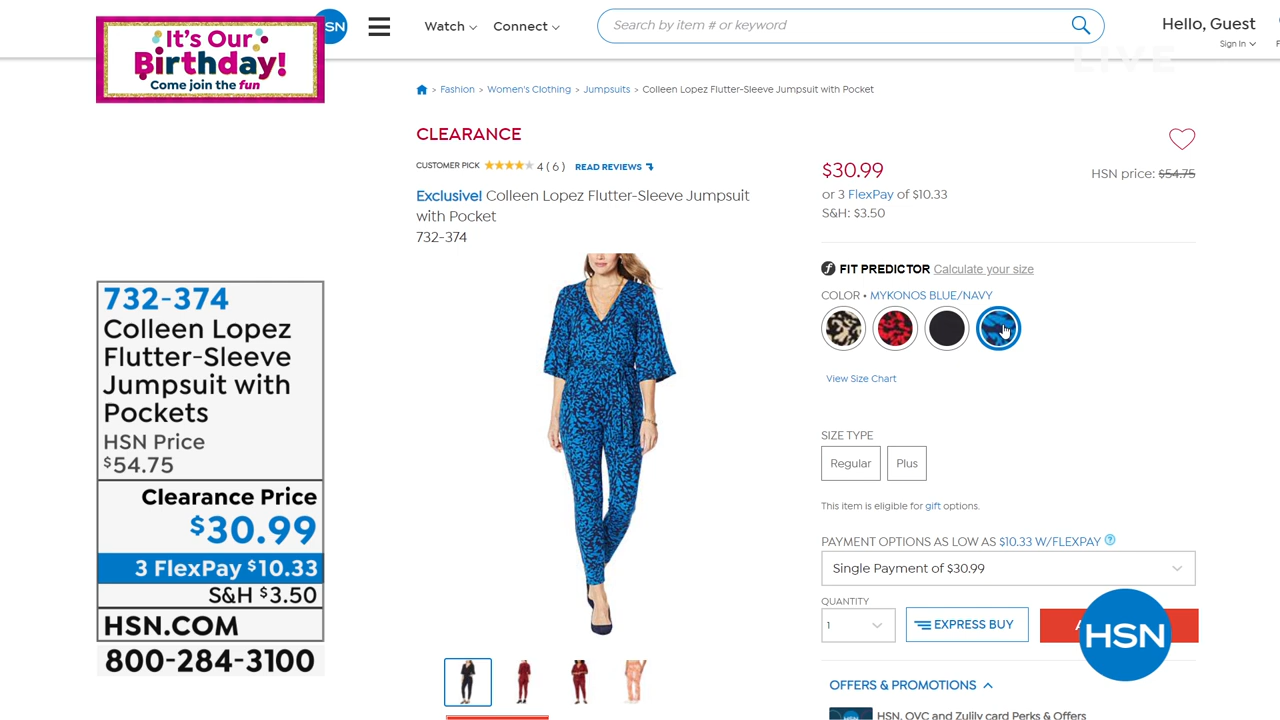 It's Our
Birthday!
Come join the fun
SN
Watch
Connect
Search by item # or keyword
Hello, Guest
Sign In
LIVE
> Fashion > Women's Clothing > Jumpsuits > Colleen Lopez Flutter-Sleeve Jumpsuit with Pocket
CLEARANCE
CUSTOMER PICK 4 ( 6 ) READ REVIEWS
Exclusive! Colleen Lopez Flutter-Sleeve Jumpsuit
with Pocket
732-374
$30.99
HSN price: $54.75
or 3 FlexPay of $10.33
S&H: $3.50
FIT PREDICTOR Calculate your size
COLOR • MYKONOS BLUE/NAVY
View Size Chart
SIZE TYPE
Regular
Plus
This item is eligible for gift options.
PAYMENT OPTIONS AS LOW AS $10.33 W/FLEXPAY ?
Single Payment of $30.99
QUANTITY
1
EXPRESS BUY
HSN
OFFERS & PROMOTIONS
HSN, QVC and Zulily card Perks & Offers
732-374
Colleen Lopez
Flutter-Sleeve
Jumpsuit with
Pockets
HSN Price
$54.75
Clearance Price
$30.99
3 FlexPay $10.33
S&H $3.50
HSN.COM
800-284-3100